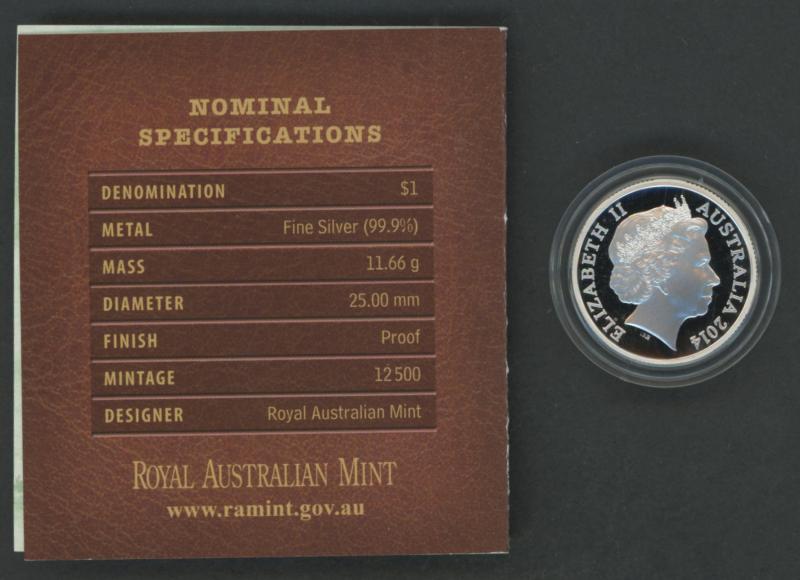 NOMINAL
SPECIFICATIONS
DENOMINATION $1
METAL Fine Silver (99.9%)
MASS 11.66 g
DIAMETER 25.00 mm
FINISH Proof
MINTAGE 12500
DESIGNER Royal Australian Mint
ROYAL AUSTRALIAN MINT
www.ramint.gov.au
ELIZABETH II
AUSTRALIA 2014